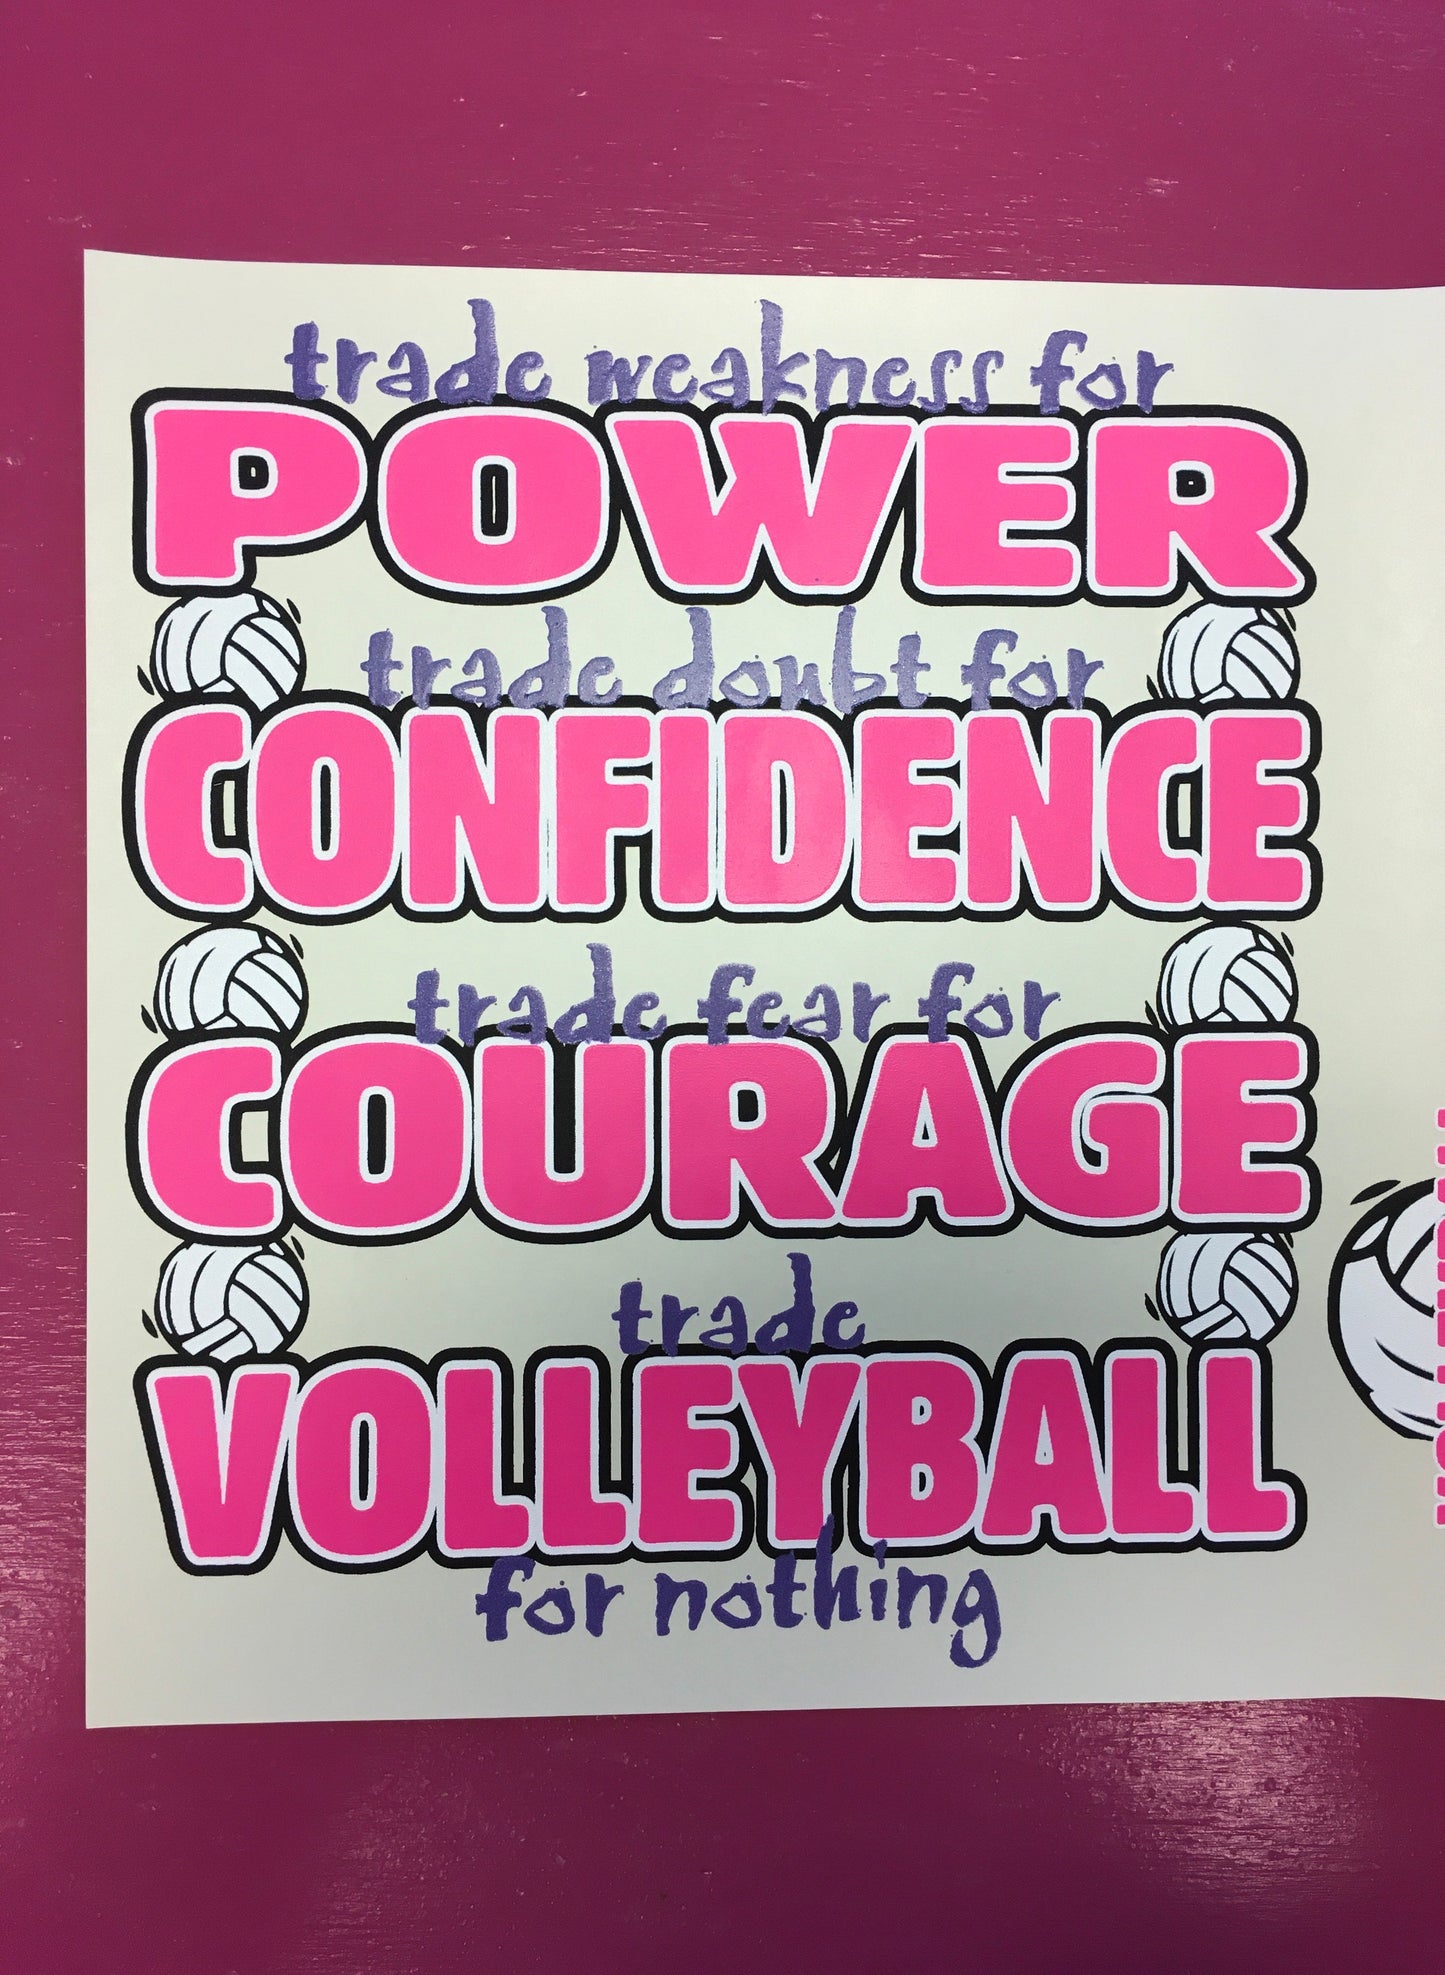 trade weakness for
POWER
trade doubt for
CONFIDENCE
trade fear for
COURAGE
trade
VOLLEYBALL
for nothing